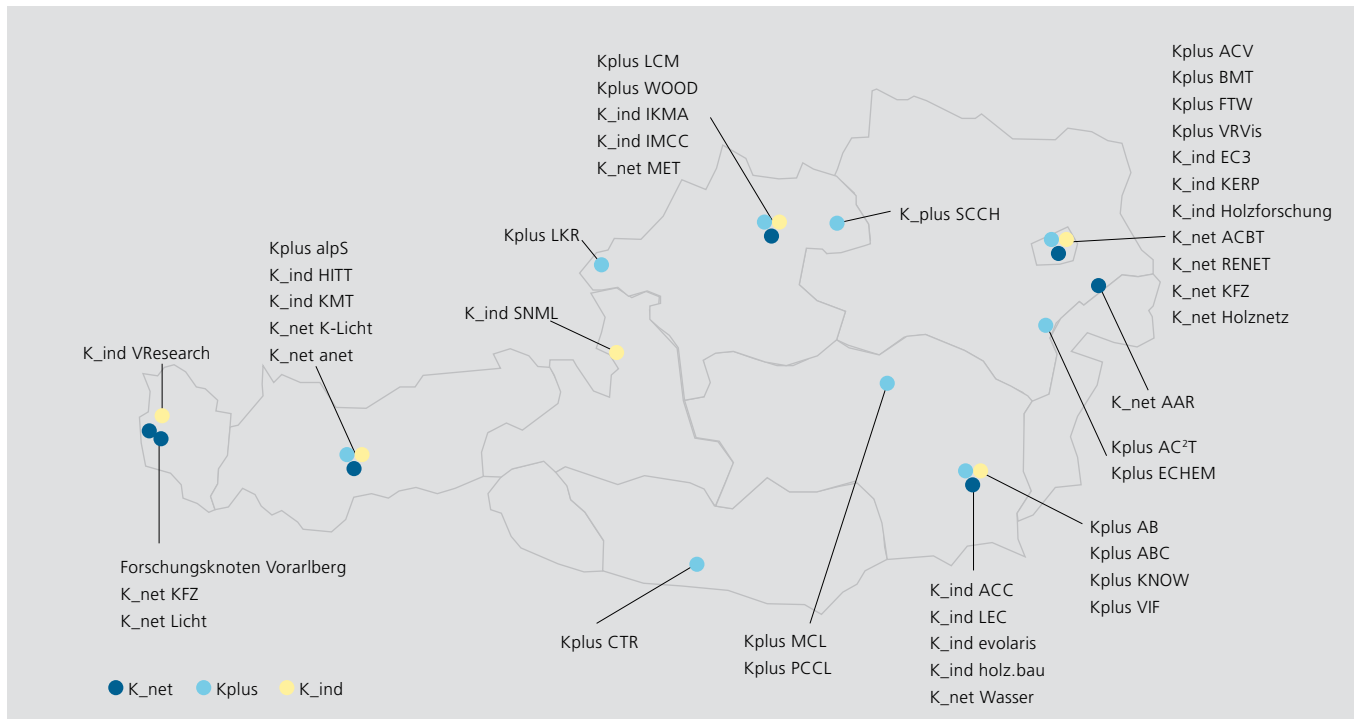 Kplus LCM
Kplus WOOD
K_ind IKMA
K_ind IMCC
K_net MET
Kplus ACV
Kplus BMT
Kplus FTW
Kplus VRVis
K_ind EC3
K_ind KERP
K_ind Holzforschung
K_net ACBT
K_net RENET
K_net KFZ
K_net Holznetz
K_plus SCCH
Kplus LKR
Kplus alpS
K_ind HITT
K_ind KMT
K_net K-Licht
K_net anet
K_ind SNML
K_ind VResearch
K_net AAR
Kplus AC²T
Kplus ECHEM
Kplus AB
Kplus ABC
Kplus KNOW
Kplus VIF
Forschungsknoten Vorarlberg
K_net KFZ
K_net Licht
K_ind ACC
K_ind LEC
K_ind evolaris
K_ind holz.bau
K_net Wasser
Kplus CTR
Kplus MCL
Kplus PCCL
K_net Kplus K_ind